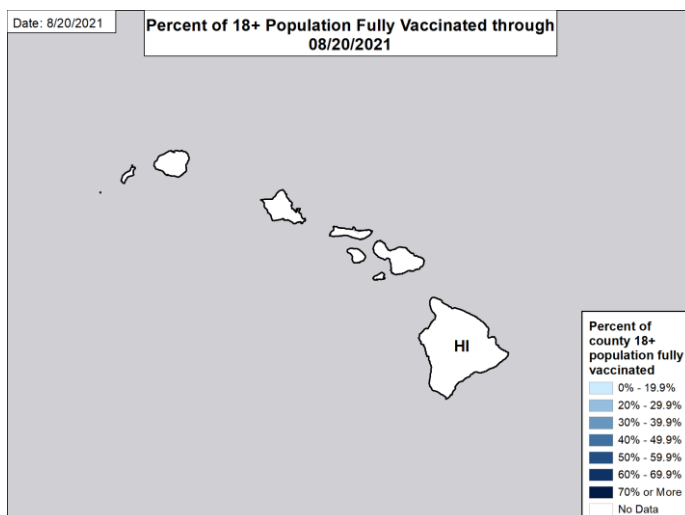 Date: 8/20/2021
Percent of 18+ Population Fully Vaccinated through
08/20/2021
HI
Percent of
county 18+
population fully
vaccinated
0% - 19.9%
20% - 29.9%
30% - 39.9%
40% - 49.9%
50% - 59.9%
60% - 69.9%
70% or More
No Data